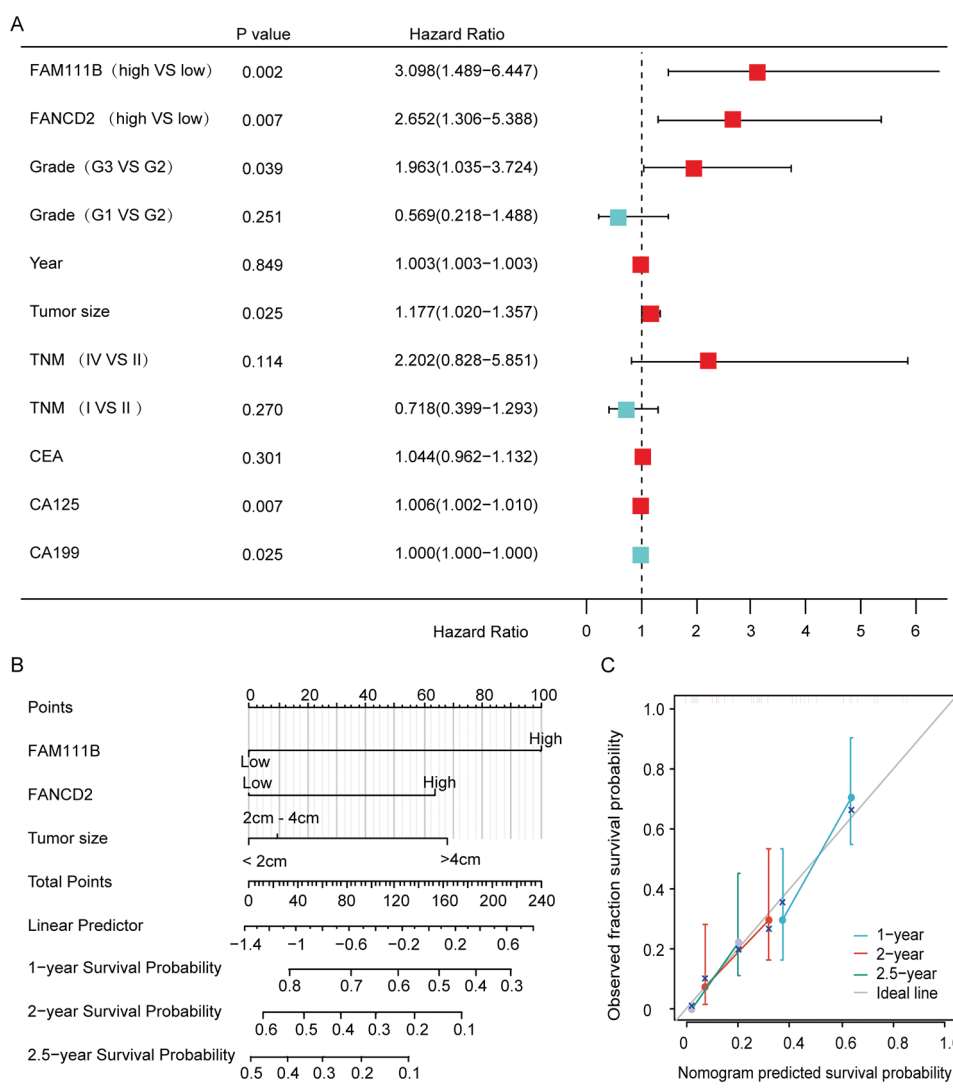 A
P value Hazard Ratio
FAM111B（high VS low） 0.002 3.098(1.489−6.447)
FANCD2 （high VS low） 0.007 2.652(1.306−5.388)
Grade（G3 VS G2） 0.039 1.963(1.035−3.724)
Grade（G1 VS G2） 0.251 0.569(0.218−1.488)
Year 0.849 1.003(1.003−1.003)
Tumor size 0.025 1.177(1.020−1.357)
TNM （IV VS II） 0.114 2.202(0.828−5.851)
TNM （I VS II ） 0.270 0.718(0.399−1.293)
CEA 0.301 1.044(0.962−1.132)
CA125 0.007 1.006(1.002−1.010)
CA199 0.025 1.000(1.000−1.000)
Hazard Ratio 0 1 2 3 4 5 6
B
Points 0 20 40 60 80 100
FAM111B Low High
FANCD2 Low High
Tumor size < 2cm 2cm - 4cm >4cm
Total Points 0 40 80 120 160 200 240
Linear Predictor −1.4 −1 −0.6 −0.2 0.2 0.6
1−year Survival Probability 0.8 0.7 0.6 0.5 0.4 0.3
2−year Survival Probability 0.6 0.5 0.4 0.3 0.2 0.1
2.5−year Survival Probability 0.5 0.4 0.3 0.2 0.1
C
Observed fraction survival probability
1.0
0.8
0.6
0.4
0.2
0
1−year
2−year
2.5−year
Ideal line
0 0.2 0.4 0.6 0.8 1.0
Nomogram predicted survival probability